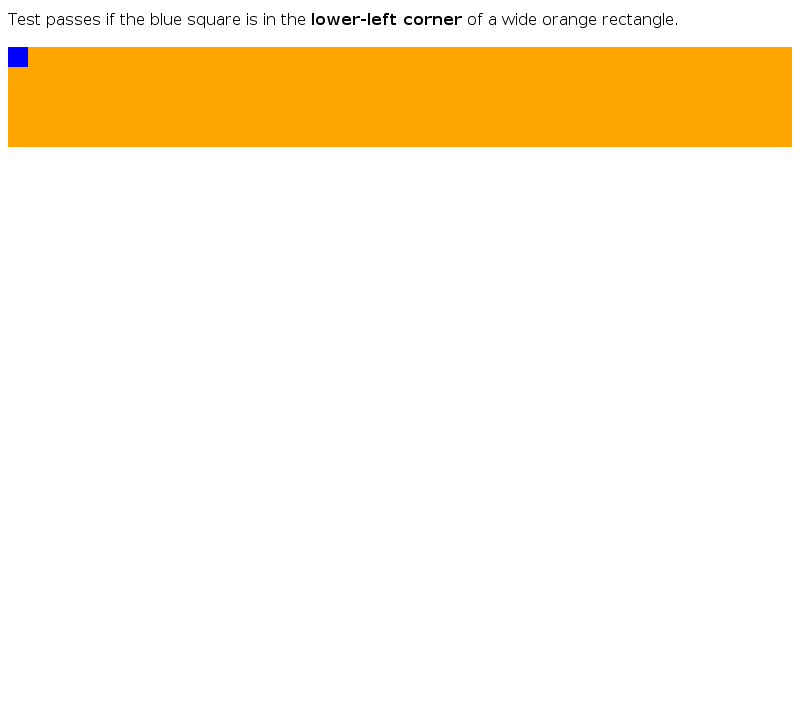 Test passes if the blue square is in the lower-left corner of a wide orange rectangle.